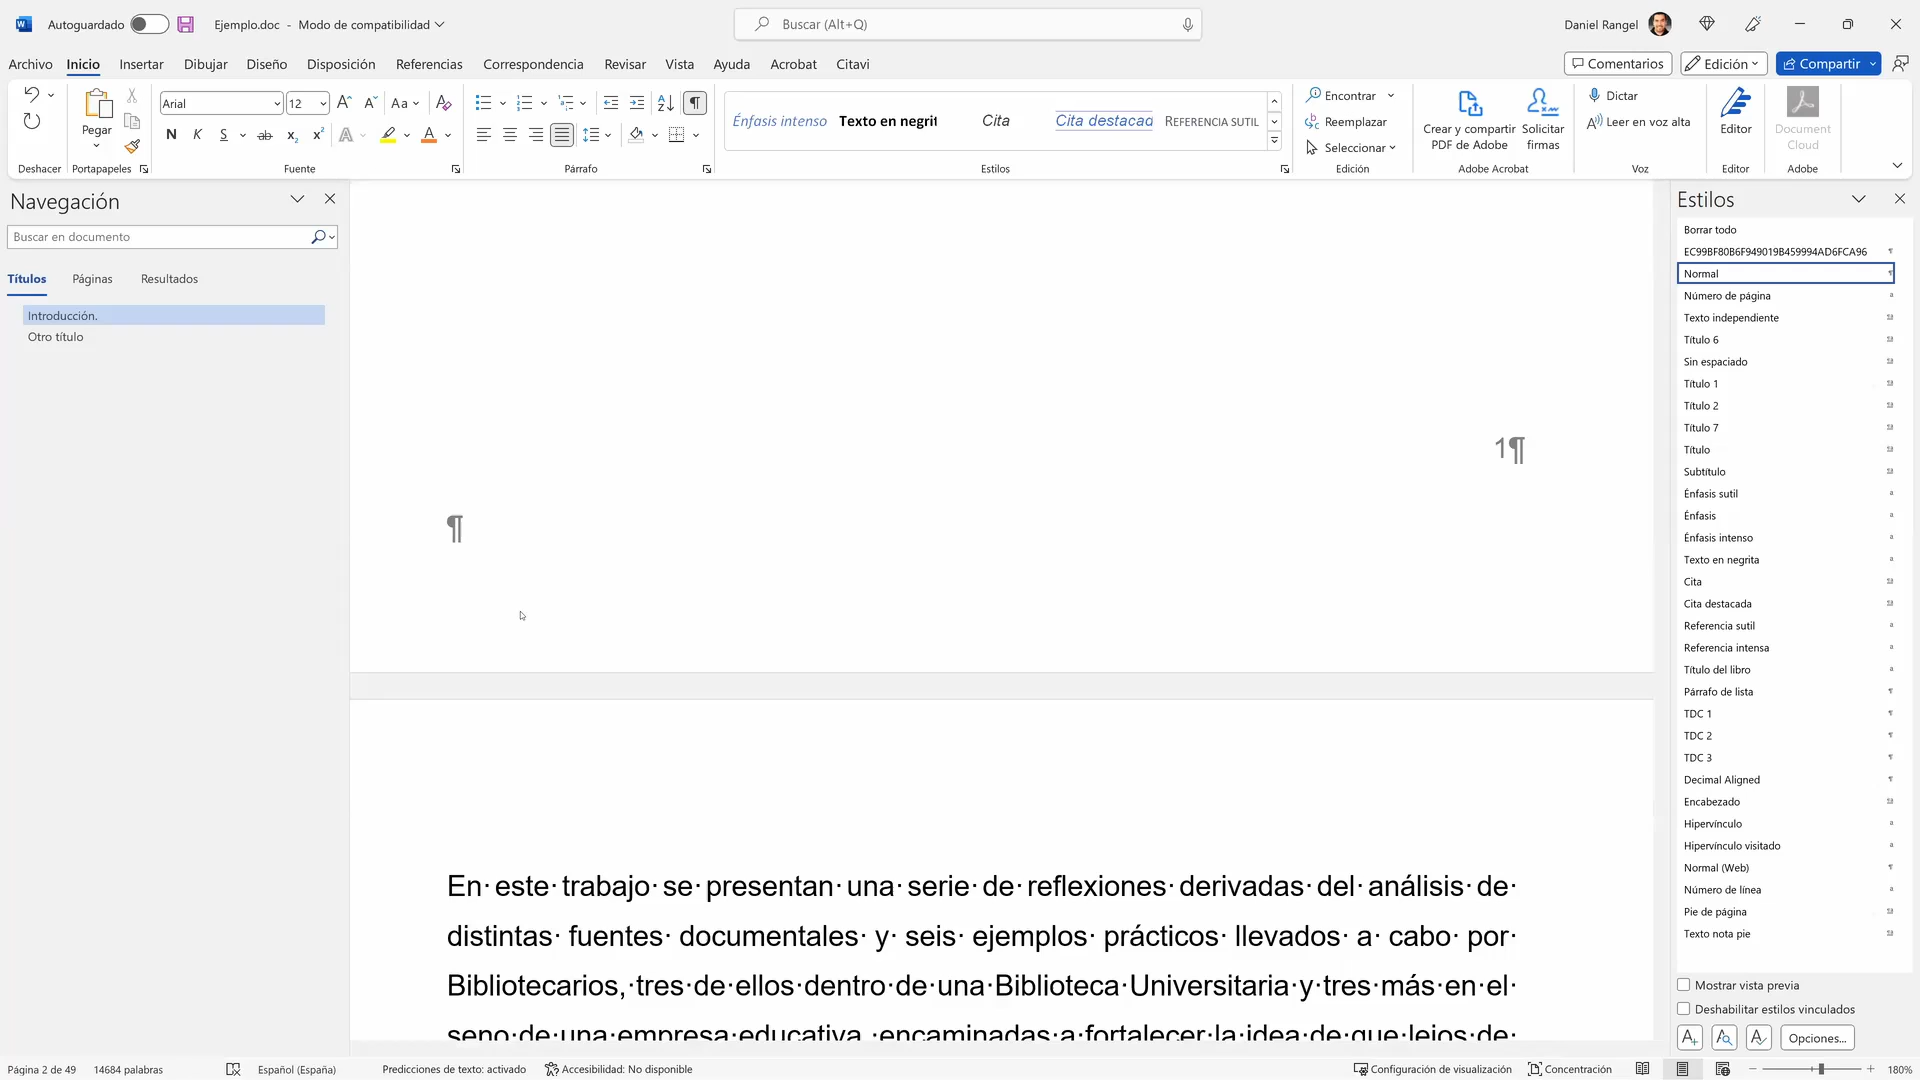 Autoguardado
Ejemplo.doc - Modo de compatibilidad
Buscar (Alt+Q)
Daniel Rangel
Archivo Inicio Insertar Dibujar Diseño Disposición Referencias Correspondencia Revisar Vista Ayuda Acrobat Citavi
Comentarios Edición Compartir
Pegar
Arial 12
Énfasis intenso Texto en negrit Cita Cita destacad REFERENCIA SUTIL
Encontrar
Reemplazar
Seleccionar
Crear y compartir PDF de Adobe
Solicitar firmas
Dictar
Leer en voz alta
Editor
Document Cloud
Deshacer Portapapeles Fuente Párrafo Estilos Edición Adobe Acrobat Voz Editor Adobe
Navegación
Buscar en documento
Títulos Páginas Resultados
Introducción.
Otro título
1¶
¶
En este trabajo se presentan una serie de reflexiones derivadas del análisis de
distintas fuentes documentales y seis ejemplos prácticos llevados a cabo por
Bibliotecarios, tres de ellos dentro de una Biblioteca Universitaria y tres más en el
seno de una empresa educativa, encaminadas a fortalecer la idea de que lejos de
Estilos
Borrar todo
EC99BF80B6F949019B459994AD6FCA96
Normal
Número de página
Texto independiente
Título 6
Sin espaciado
Título 1
Título 2
Título 7
Título
Subtítulo
Énfasis sutil
Énfasis
Énfasis intenso
Texto en negrita
Cita
Cita destacada
Referencia sutil
Referencia intensa
Título del libro
Párrafo de lista
TDC 1
TDC 2
TDC 3
Decimal Aligned
Encabezado
Hipervínculo
Hipervínculo visitado
Normal (Web)
Número de línea
Pie de página
Texto nota pie
Mostrar vista previa
Deshabilitar estilos vinculados
Opciones...
Página 2 de 49 14684 palabras Español (España) Predicciones de texto: activado Accesibilidad: No disponible Configuración de visualización Concentración 180%